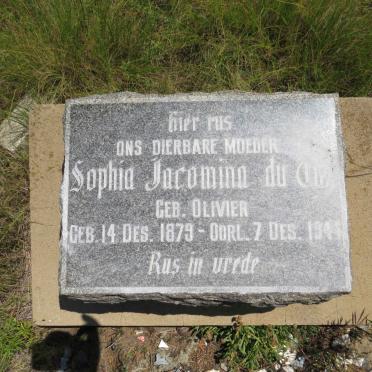 Hier rus
ONS DIERBARE MOEDER
Sophia Jacomina du
GEB. OLIVIER
GEB. 14 DES. 1879 - OORL. 7 DES.
Rus in vrede